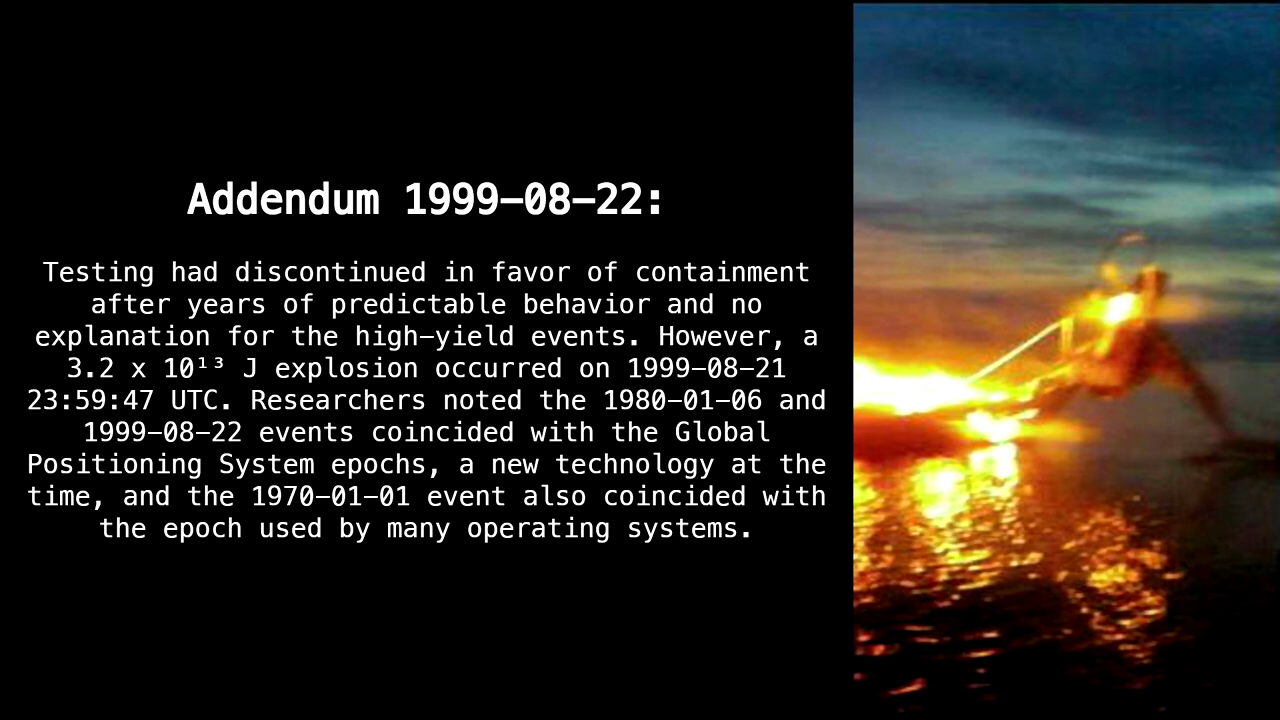 Addendum 1999-08-22:
Testing had discontinued in favor of containment
after years of predictable behavior and no
explanation for the high-yield events. However, a
3.2 x 10¹³ J explosion occurred on 1999-08-21
23:59:47 UTC. Researchers noted the 1980-01-06 and
1999-08-22 events coincided with the Global
Positioning System epochs, a new technology at the
time, and the 1970-01-01 event also coincided with
the epoch used by many operating systems.